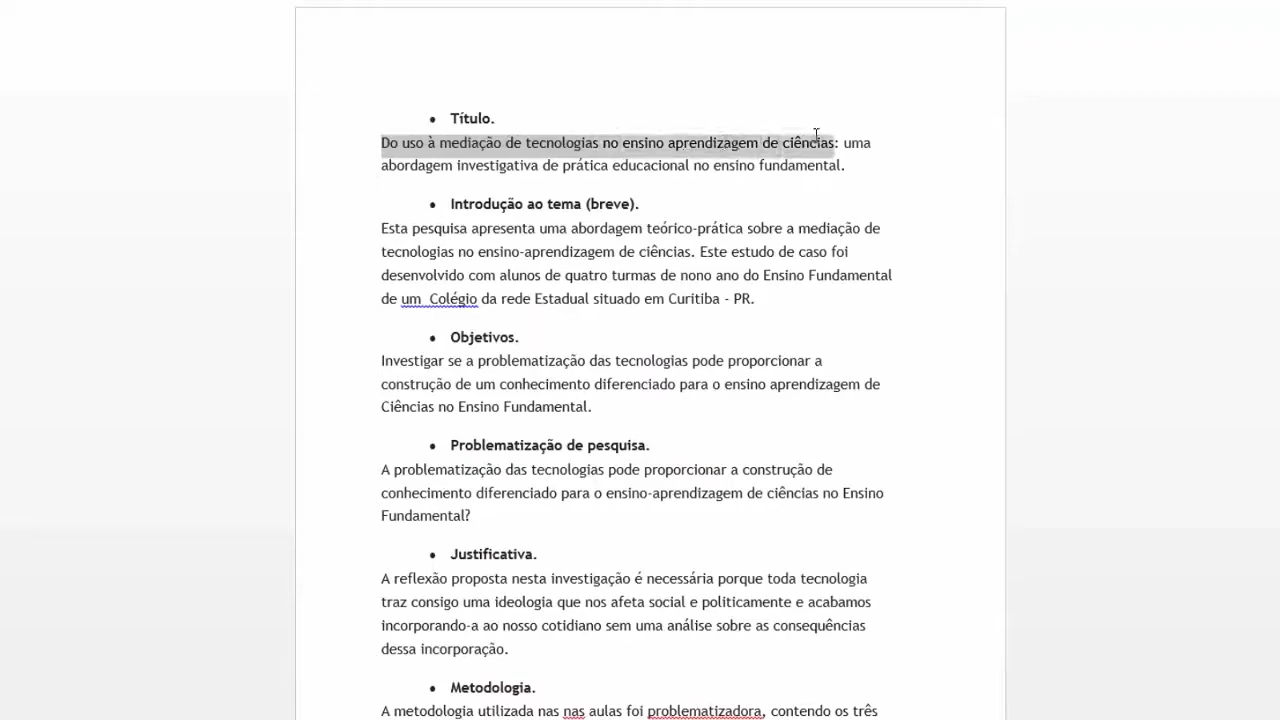 • Título.
Do uso à mediação de tecnologias no ensino aprendizagem de ciências: uma
abordagem investigativa de prática educacional no ensino fundamental.
• Introdução ao tema (breve).
Esta pesquisa apresenta uma abordagem teórico-prática sobre a mediação de
tecnologias no ensino-aprendizagem de ciências. Este estudo de caso foi
desenvolvido com alunos de quatro turmas de nono ano do Ensino Fundamental
de um  Colégio da rede Estadual situado em Curitiba - PR.
• Objetivos.
Investigar se a problematização das tecnologias pode proporcionar a
construção de um conhecimento diferenciado para o ensino aprendizagem de
Ciências no Ensino Fundamental.
• Problematização de pesquisa.
A problematização das tecnologias pode proporcionar a construção de
conhecimento diferenciado para o ensino-aprendizagem de ciências no Ensino
Fundamental?
• Justificativa.
A reflexão proposta nesta investigação é necessária porque toda tecnologia
traz consigo uma ideologia que nos afeta social e politicamente e acabamos
incorporando-a ao nosso cotidiano sem uma análise sobre as consequências
dessa incorporação.
• Metodologia.
A metodologia utilizada nas nas aulas foi problematizadora, contendo os três